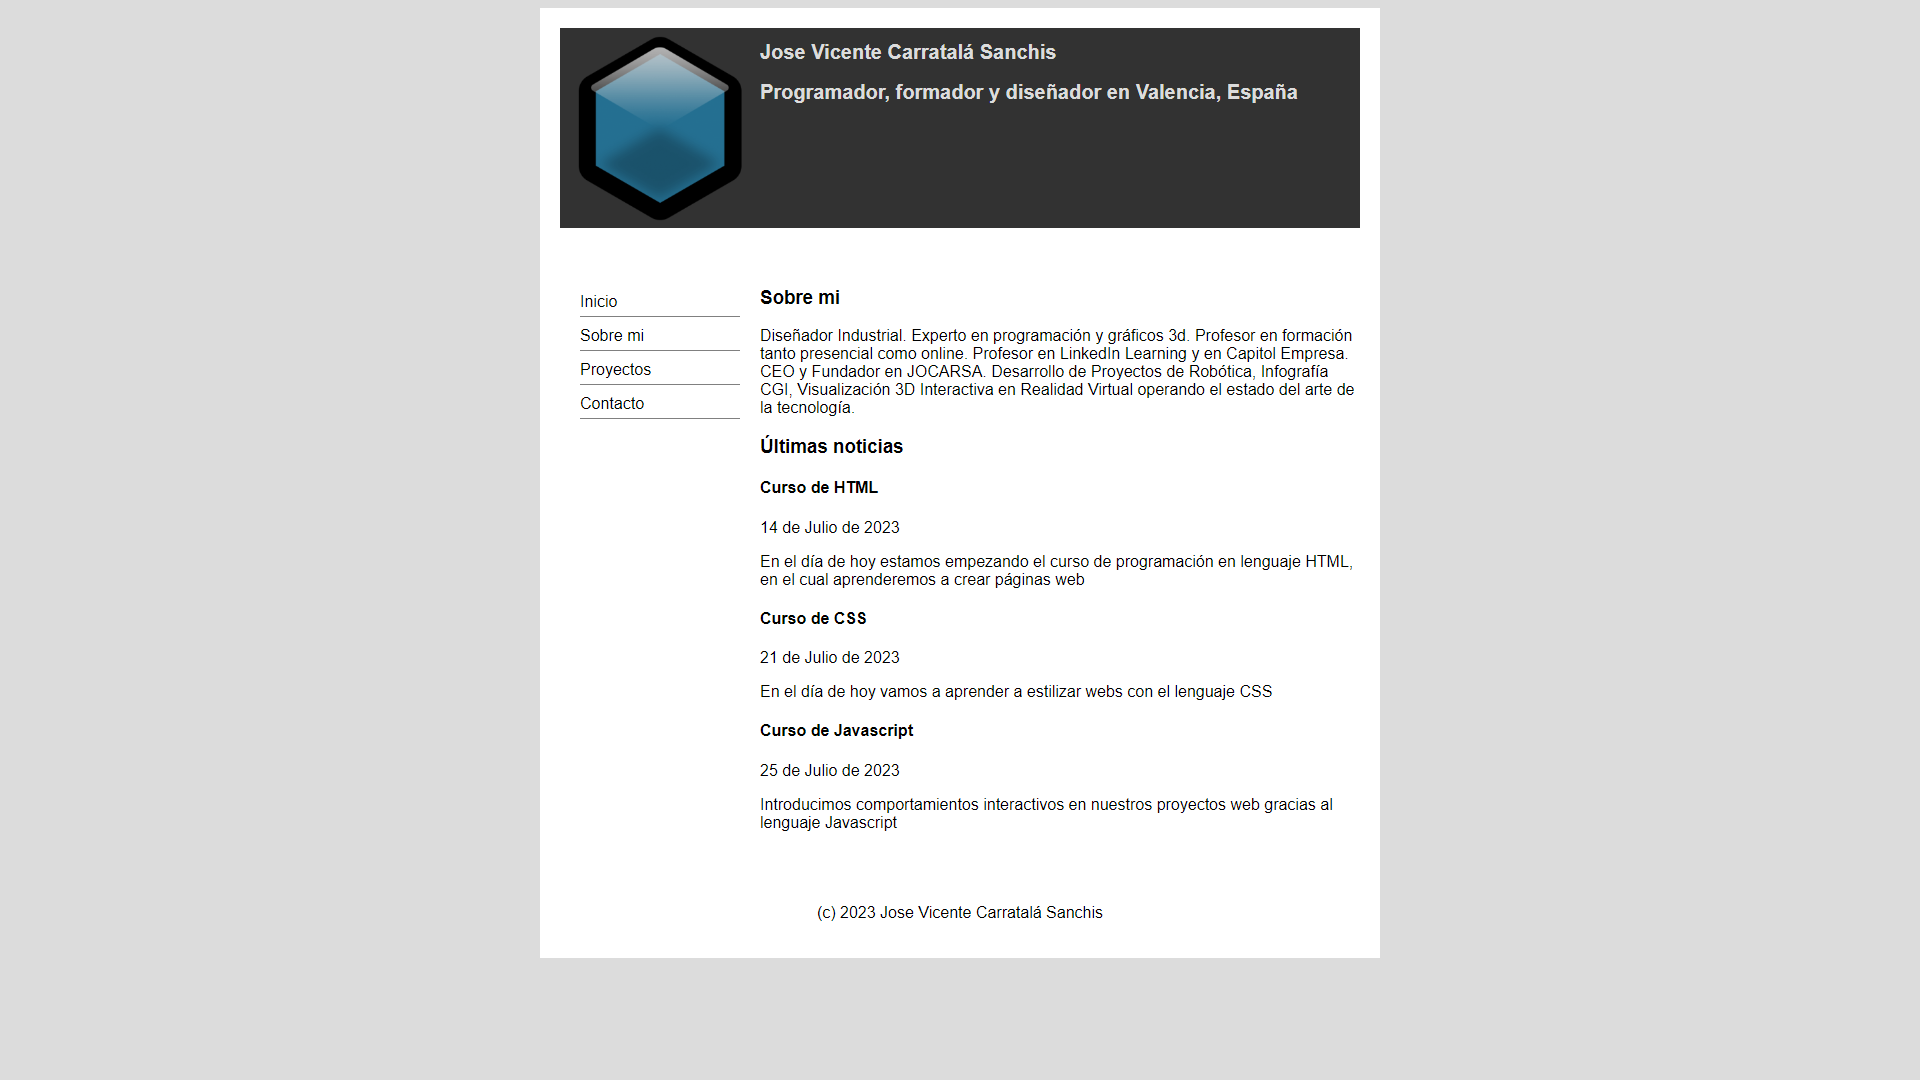 Jose Vicente Carratalá Sanchis
Programador, formador y diseñador en Valencia, España
Inicio
Sobre mi
Proyectos
Contacto
Sobre mi
Diseñador Industrial. Experto en programación y gráficos 3d. Profesor en formación
tanto presencial como online. Profesor en LinkedIn Learning y en Capitol Empresa.
CEO y Fundador en JOCARSA. Desarrollo de Proyectos de Robótica, Infografía
CGI, Visualización 3D Interactiva en Realidad Virtual operando el estado del arte de
la tecnología.
Últimas noticias
Curso de HTML
14 de Julio de 2023
En el día de hoy estamos empezando el curso de programación en lenguaje HTML,
en el cual aprenderemos a crear páginas web
Curso de CSS
21 de Julio de 2023
En el día de hoy vamos a aprender a estilizar webs con el lenguaje CSS
Curso de Javascript
25 de Julio de 2023
Introducimos comportamientos interactivos en nuestros proyectos web gracias al
lenguaje Javascript
(c) 2023 Jose Vicente Carratalá Sanchis